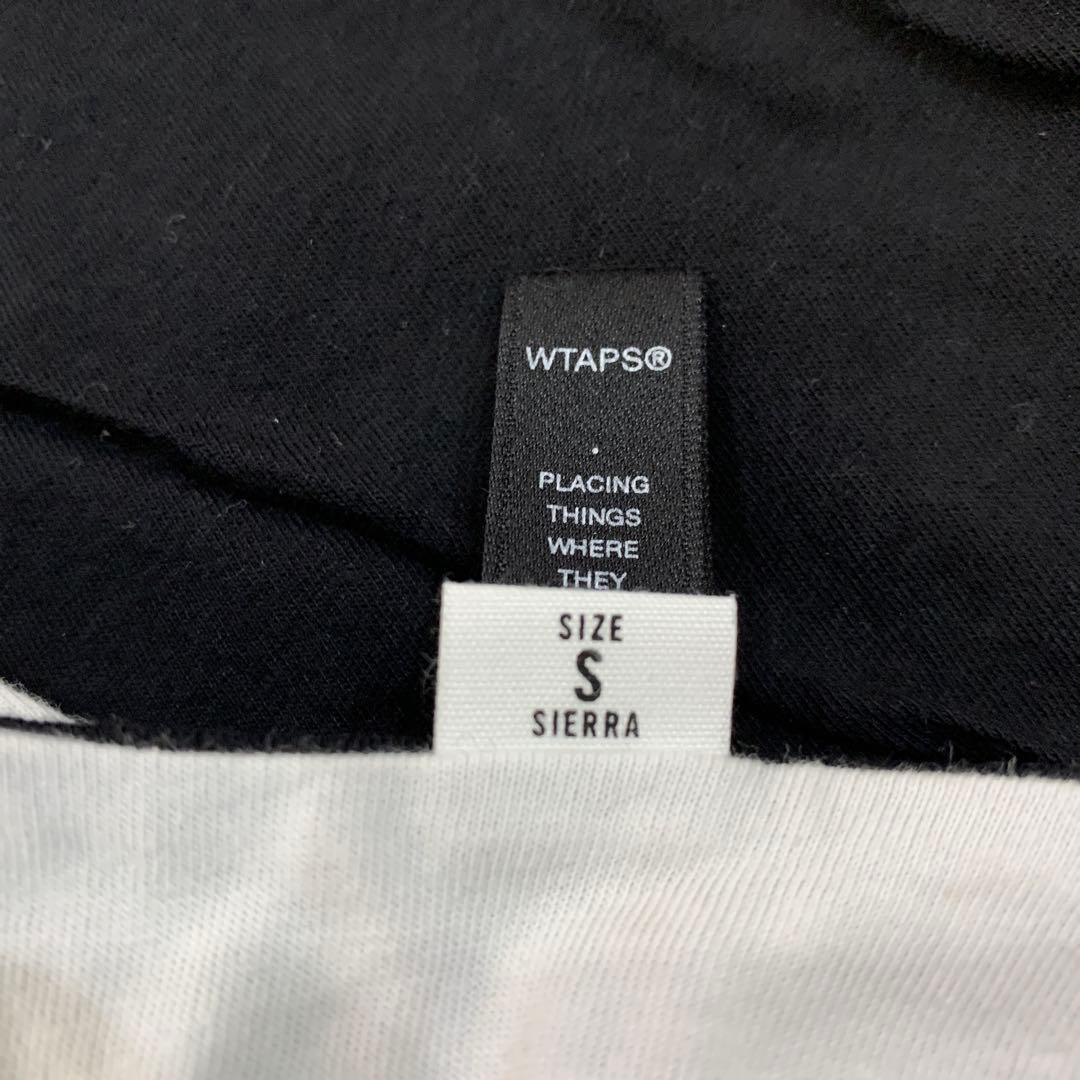 WTAPS®
.
PLACING
THINGS
WHERE
THEY
SIZE
S
SIERRA